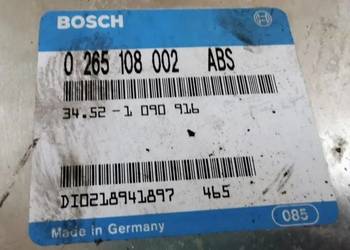 BOSCH
0 265 108 002 ABS
34.52-1 090 916
DI0218941897 465
Made in Germany 085